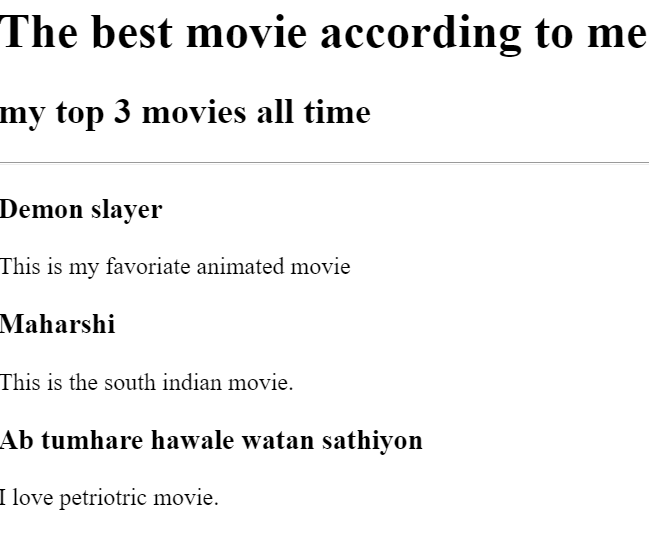 The best movie according to me
my top 3 movies all time
Demon slayer
This is my favoriate animated movie
Maharshi
This is the south indian movie.
Ab tumhare hawale watan sathiyon
I love petriotric movie.